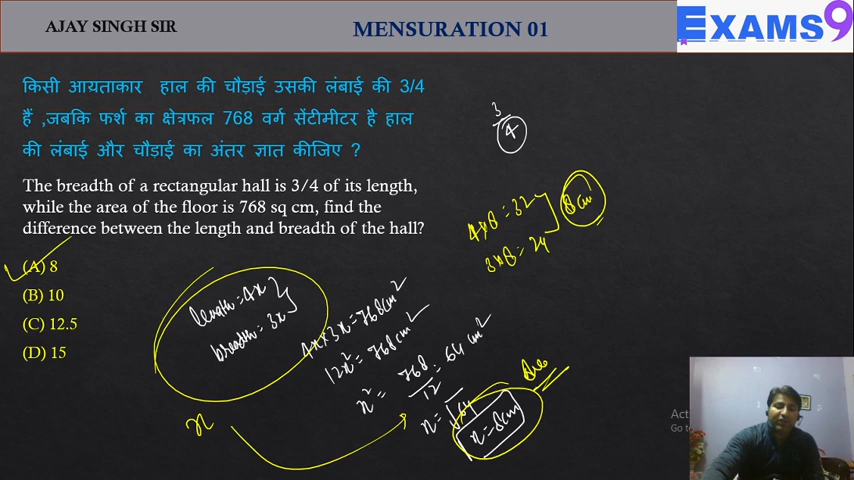 AJAY SINGH SIR
MENSURATION 01
EXAMS9
किसी आयताकार हाल की चौड़ाई उसकी लंबाई की 3/4
हैं ,जबकि फर्श का क्षेत्रफल 768 वर्ग सेंटीमीटर है हाल
की लंबाई और चौड़ाई का अंतर ज्ञात कीजिए ?
The breadth of a rectangular hall is 3/4 of its length,
while the area of the floor is 768 sq cm, find the
difference between the length and breadth of the hall?
(A) 8
(B) 10
(C) 12.5
(D) 15
3/4
4×8=32
3×8=24
8cm
length=4x
breadth=3x
x
4x×3x=768cm²
12x²=768cm²
x²=768/12=64cm²
x=√64
x=8cm
Ans
Act
Go to